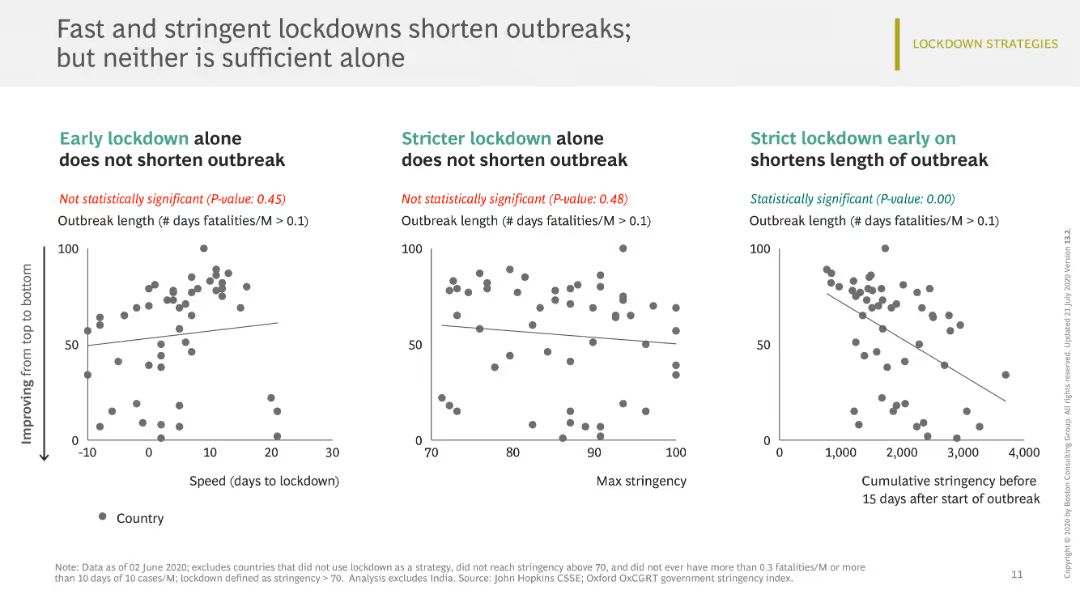 Fast and stringent lockdowns shorten outbreaks;
but neither is sufficient alone
LOCKDOWN STRATEGIES
Early lockdown alone
does not shorten outbreak
Not statistically significant (P-value: 0.45)
Outbreak length (# days fatalities/M > 0.1)
Improving from top to bottom
100
50
0
-10
0
10
20
30
Speed (days to lockdown)
Country
Stricter lockdown alone
does not shorten outbreak
Not statistically significant (P-value: 0.48)
Outbreak length (# days fatalities/M > 0.1)
100
50
0
70
80
90
100
Max stringency
Strict lockdown early on
shortens length of outbreak
Statistically significant (P-value: 0.00)
Outbreak length (# days fatalities/M > 0.1)
100
50
0
0
1,000
2,000
3,000
4,000
Cumulative stringency before
15 days after start of outbreak
Note: Data as of 02 June 2020; excludes countries that did not use lockdown as a strategy, did not reach stringency above 70, and did not ever have more than 0.3 fatalities/M or more
than 10 days of 10 cases/M; lockdown defined as stringency > 70. Analysis excludes India. Source: John Hopkins CSSE; Oxford OxCGRT government stringency index.
11
Copyright © 2020 by Boston Consulting Group. All rights reserved. Updated 21 July 2020 Version 13.2.